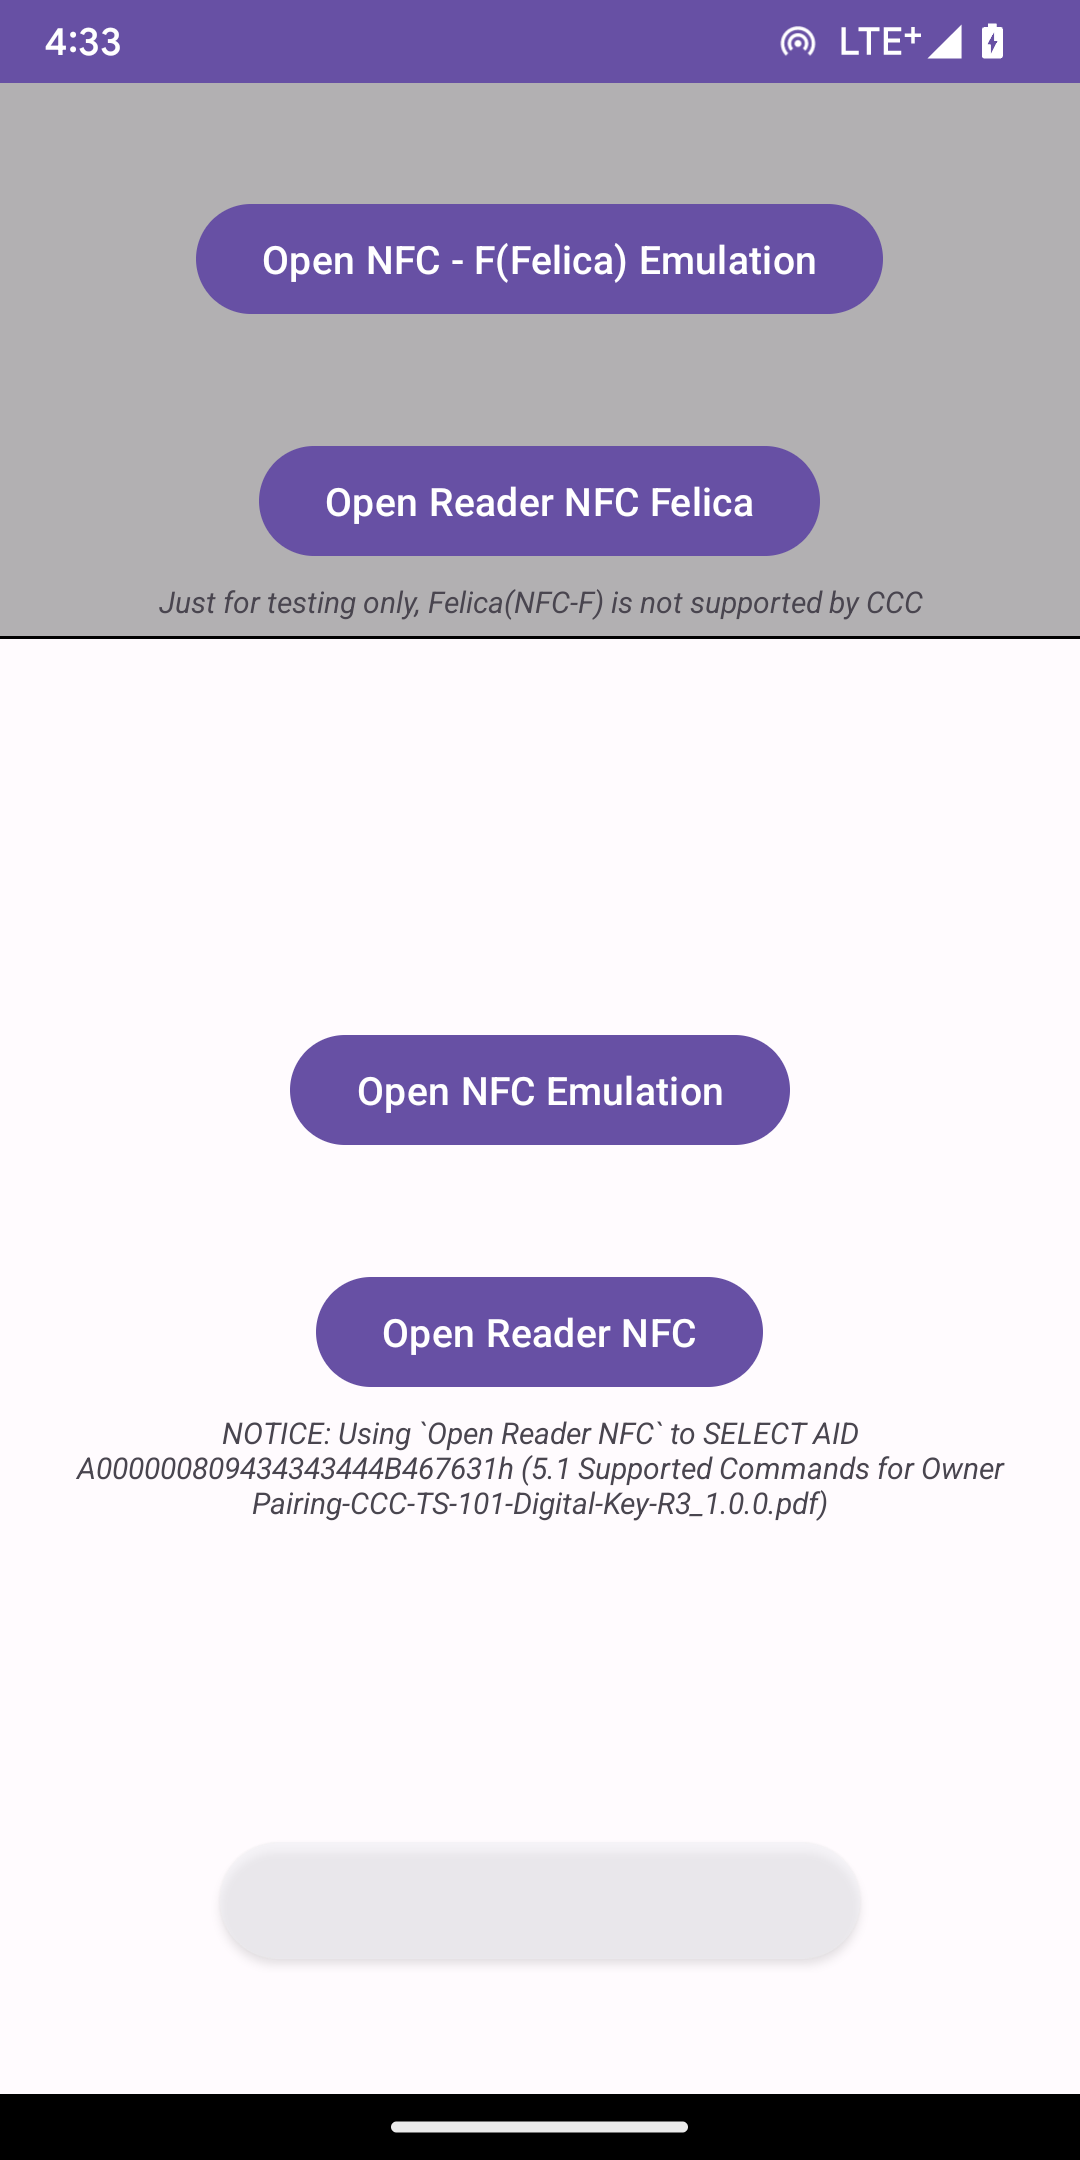 4:33
LTE+
Open NFC - F(Felica) Emulation
Open Reader NFC Felica
Just for testing only, Felica(NFC-F) is not supported by CCC
Open NFC Emulation
Open Reader NFC
NOTICE: Using `Open Reader NFC` to SELECT AID
A000000809434343444B467631h (5.1 Supported Commands for Owner
Pairing-CCC-TS-101-Digital-Key-R3_1.0.0.pdf)